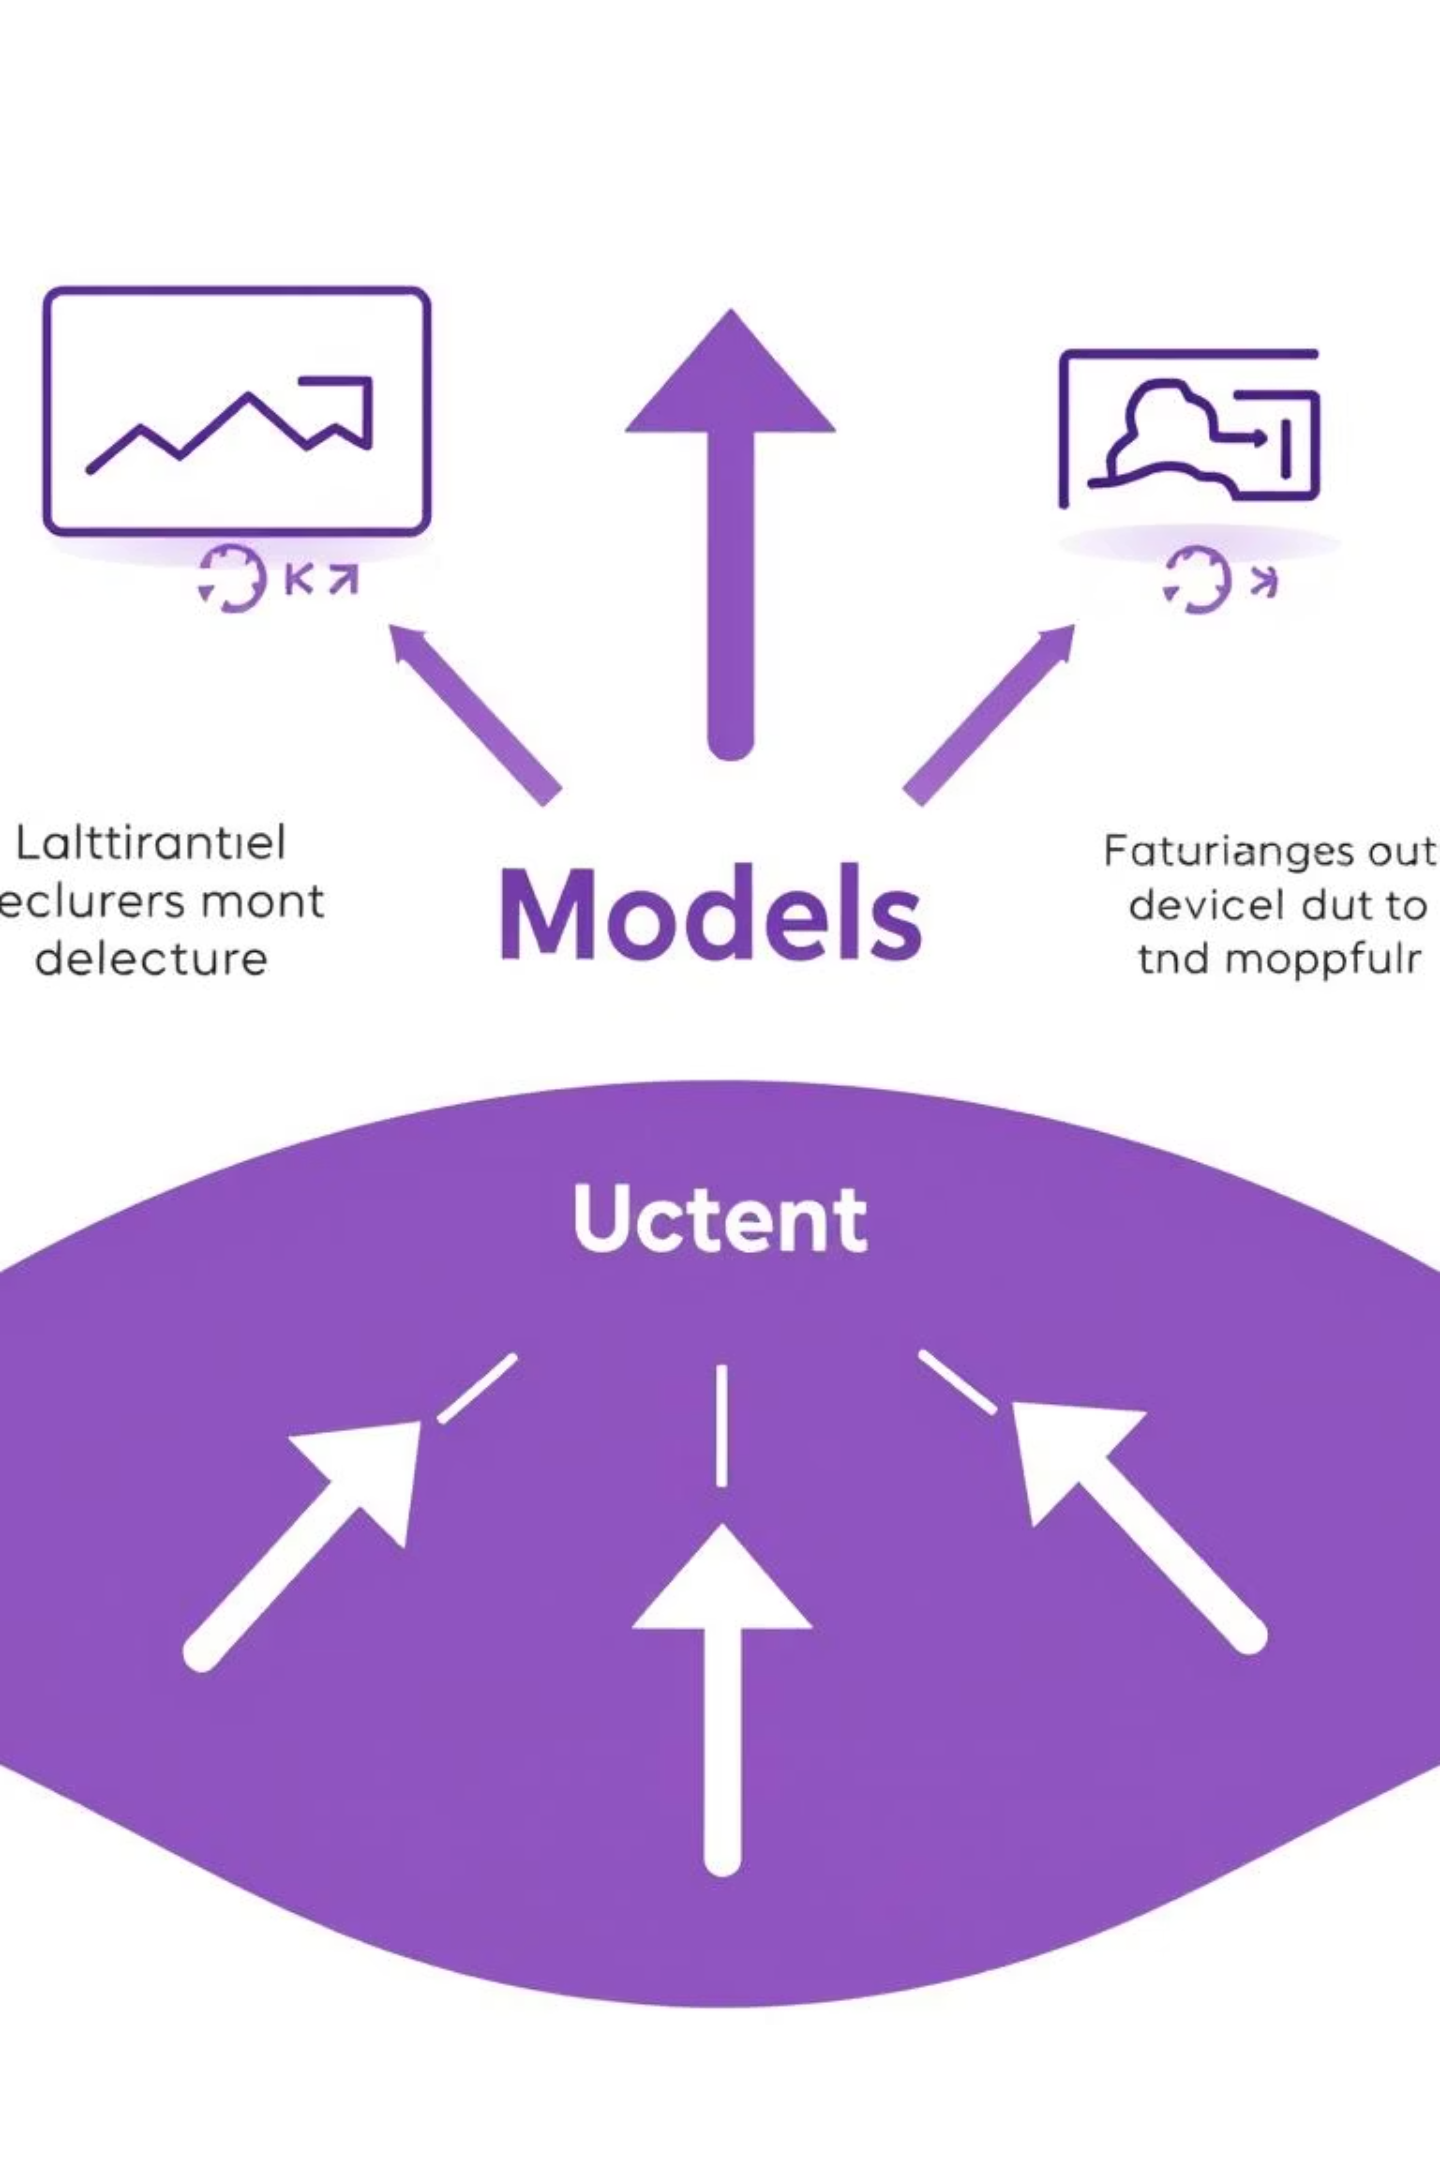 Lalttirantıel
eclurers mont
delecture
Models
Faturianges out
devicel dut to
tnd moppfulr
Uctent